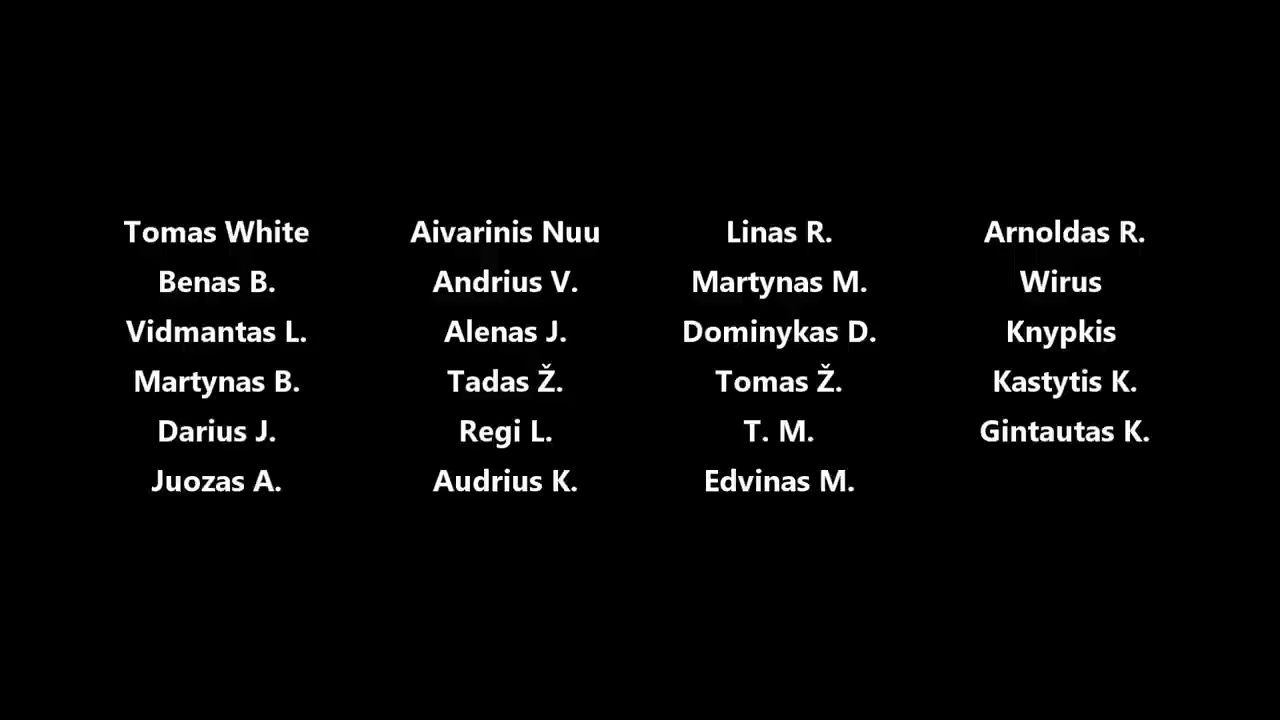 Tomas White
Benas B.
Vidmantas L.
Martynas B.
Darius J.
Juozas A.
Aivarinis Nuu
Andrius V.
Alenas J.
Tadas Ž.
Regi L.
Audrius K.
Linas R.
Martynas M.
Dominykas D.
Tomas Ž.
T. M.
Edvinas M.
Arnoldas R.
Wirus
Knypkis
Kastytis K.
Gintautas K.